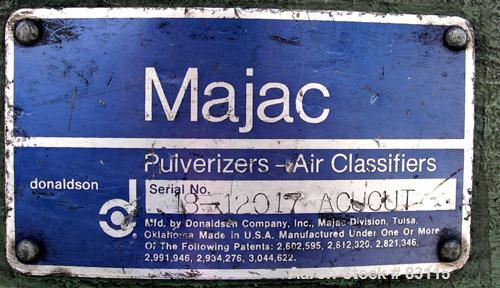 Majac
Pulverizers - Air Classifiers
donaldson
Serial No.
18-12017 ACUCUT
Mfd. by Donaldson Company, Inc., Majac Division, Tulsa,
Oklahoma Made in U.S.A. Manufactured Under One Or More
Of The Following Patents: 2,602,595, 2,612,320, 2,821,346,
2,991,946, 2,934,276, 3,044,622.
Stock # 63115